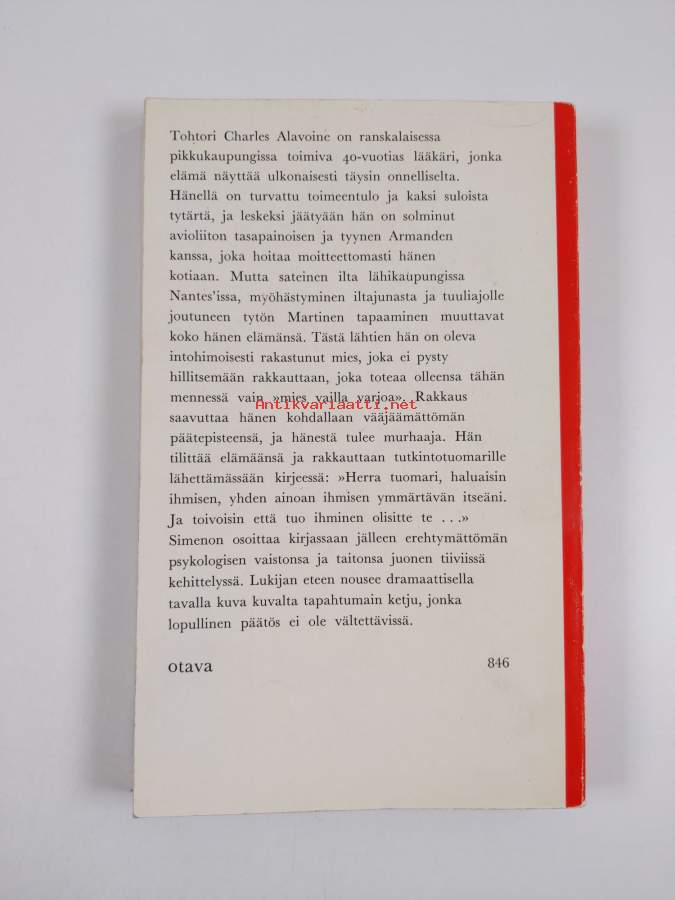 Tohtori Charles Alavoine on ranskalaisessa
pikkukaupungissa toimiva 40-vuotias lääkäri, jonka
elämä näyttää ulkonaisesti täysin onnelliselta.
Hänellä on turvattu toimeentulo ja kaksi suloista
tytärtä, ja leskeksi jäätyään hän on solminut
avioliiton tasapainoisen ja tyynen Armanden
kanssa, joka hoitaa moitteettomasti hänen
kotiaan. Mutta sateinen ilta lähikaupungissa
Nantes'issa, myöhästyminen iltajunasta ja tuuliajolle
joutuneen tytön Martinen tapaaminen muuttavat
koko hänen elämänsä. Tästä lähtien hän on oleva
intohimoisesti rakastunut mies, joka ei pysty
hillitsemään rakkauttaan, joka toteaa olleensa tähän
mennessä vain »mies vailla varjoa». Rakkaus
Antikvariaatti.net
saavuttaa hänen kohdallaan vääjäämättömän
päätepisteensä, ja hänestä tulee murhaaja. Hän
tilittää elämäänsä ja rakkauttaan tutkintotuomarille
lähettämässään kirjeessä: »Herra tuomari, haluaisin
ihmisen, yhden ainoan ihmisen ymmärtävän itseäni.
Ja toivoisin että tuo ihminen olisitte te . . .»
Simenon osoittaa kirjassaan jälleen erehtymättömän
psykologisen vaistonsa ja taitonsa juonen tiiviissä
kehittelyssä. Lukijan eteen nousee dramaattisella
tavalla kuva kuvalta tapahtumain ketju, jonka
lopullinen päätös ei ole vältettävissä.
otava
846